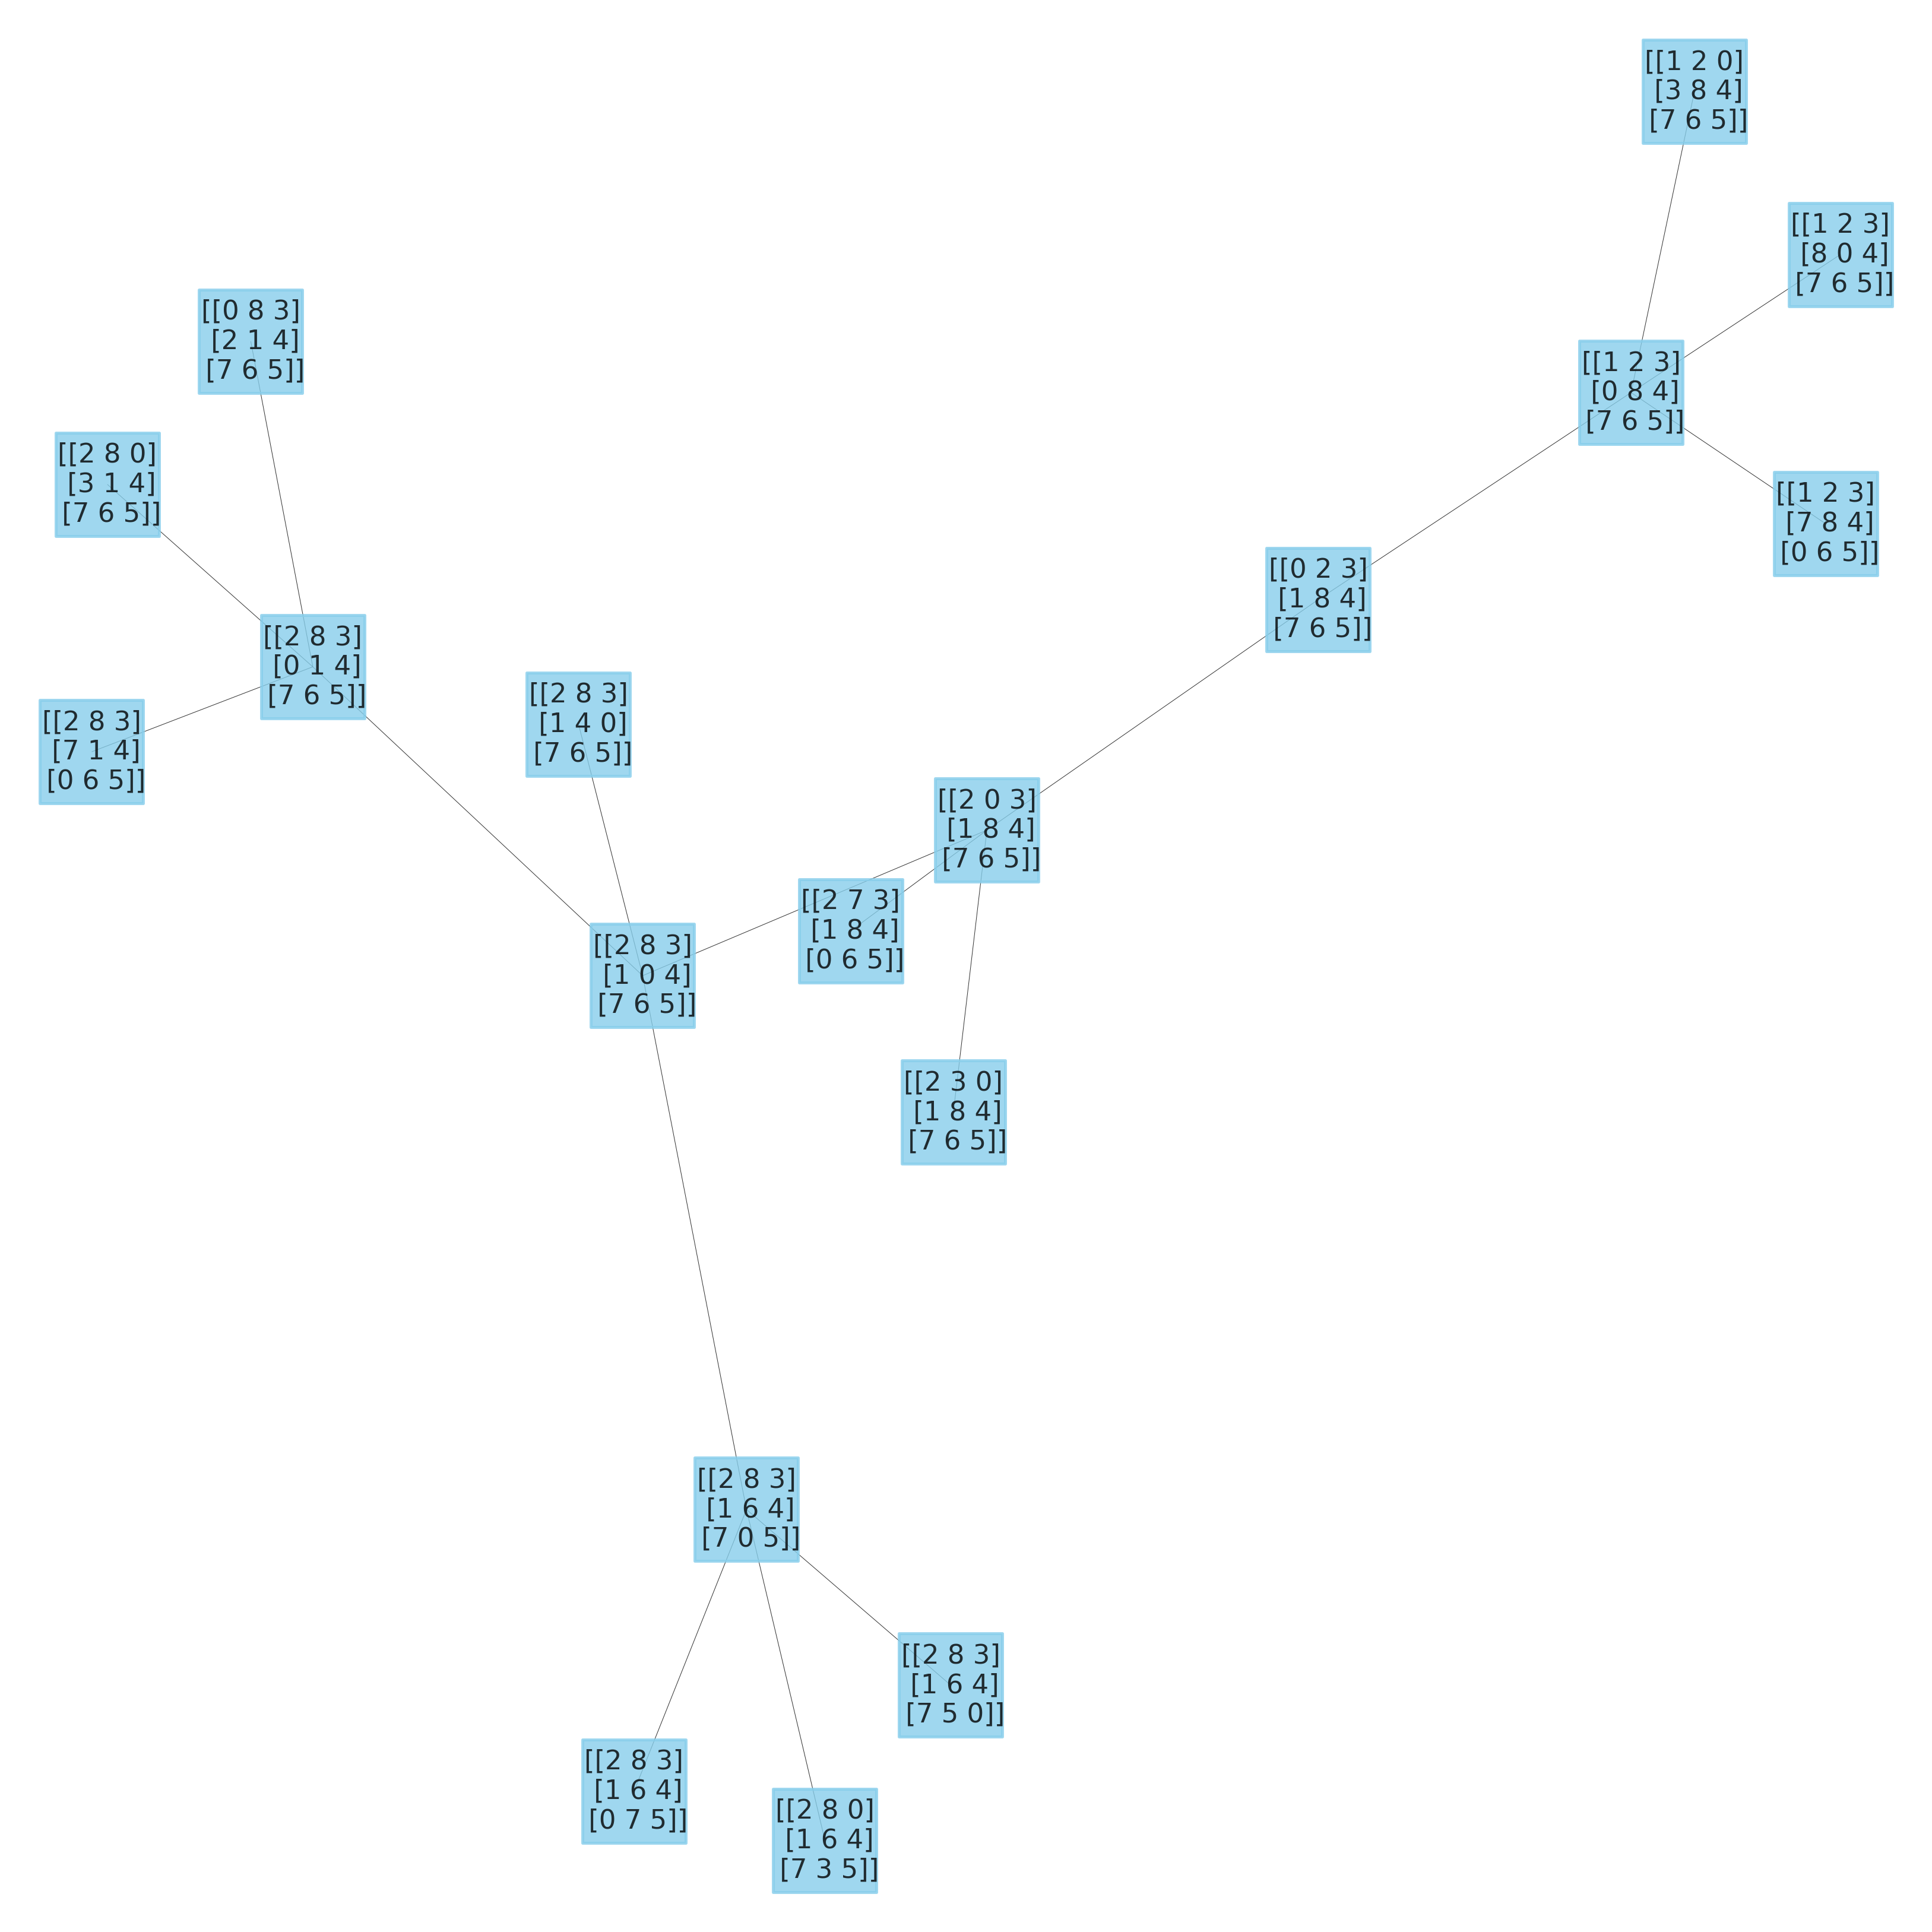 [[1 2 0]
[3 8 4]
[7 6 5]]
[[1 2 3]
[8 0 4]
[7 6 5]]
[[0 8 3]
[2 1 4]
[7 6 5]]
[[1 2 3]
[0 8 4]
[7 6 5]]
[[2 8 0]
[3 1 4]
[7 6 5]]
[[1 2 3]
[7 8 4]
[0 6 5]]
[[0 2 3]
[1 8 4]
[7 6 5]]
[[2 8 3]
[0 1 4]
[7 6 5]]
[[2 8 3]
[1 4 0]
[7 6 5]]
[[2 8 3]
[7 1 4]
[0 6 5]]
[[2 0 3]
[1 8 4]
[7 6 5]]
[[2 7 3]
[1 8 4]
[0 6 5]]
[[2 8 3]
[1 0 4]
[7 6 5]]
[[2 3 0]
[1 8 4]
[7 6 5]]
[[2 8 3]
[1 6 4]
[7 0 5]]
[[2 8 3]
[1 6 4]
[7 5 0]]
[[2 8 3]
[1 6 4]
[0 7 5]]
[[2 8 0]
[1 6 4]
[7 3 5]]